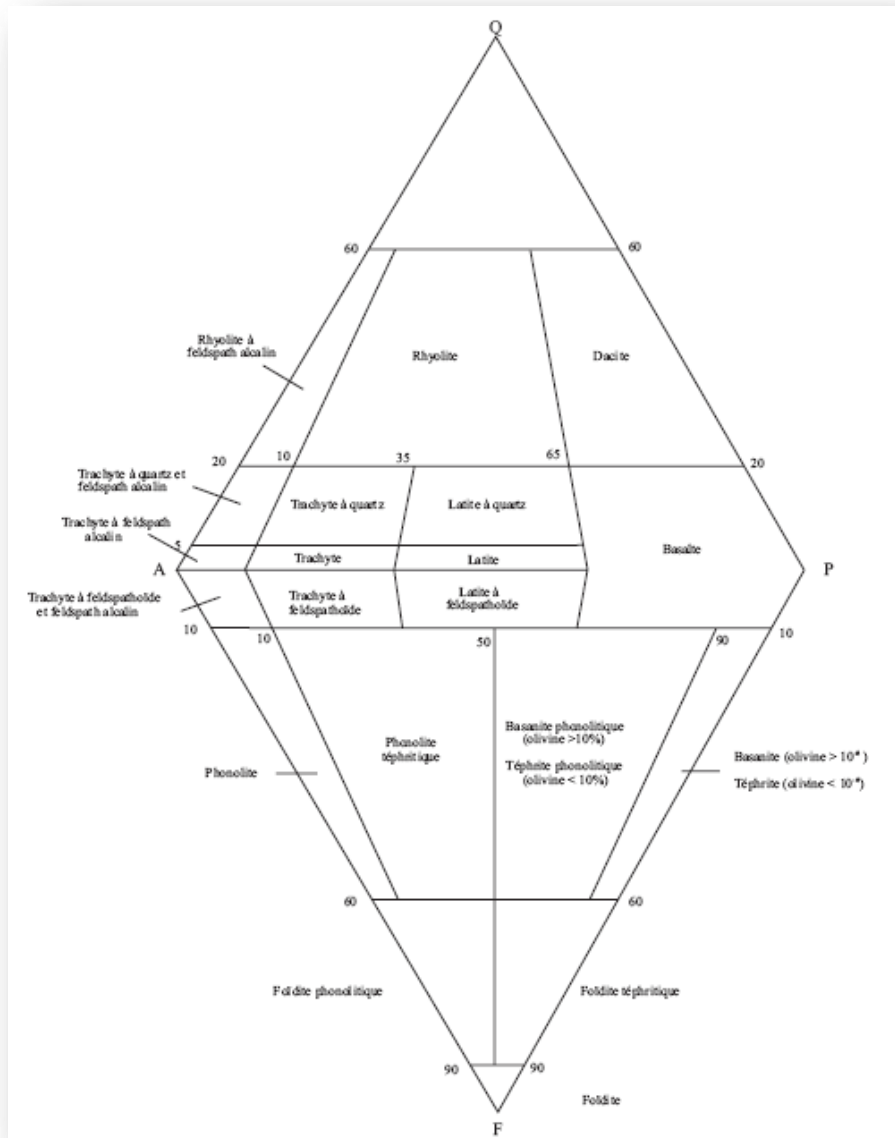 Q
60
60
Rhyolite à
feldspath alcalin
Rhyolite
Dacite
20
10
35
65
20
Trachyte à quartz et
feldspath alcalin
Trachyte à quartz
Latite à quartz
Trachyte à feldspath
alcalin
5
Trachyte
Latite
Basalte
A
P
Trachyte à feldspathoïde
et feldspath alcalin
Trachyte à
feldspathoïde
Latite à
feldspathoïde
10
10
50
90
10
Phonolite
Phonolite
téphritique
Basanite phonolitique
(olivine >10%)
Téphrite phonolitique
(olivine < 10%)
Basanite (olivine > 10 )
Téphrite (olivine < 10 )
60
60
Foïdite phonolitique
Foïdite téphritique
90
90
Foïdite
F